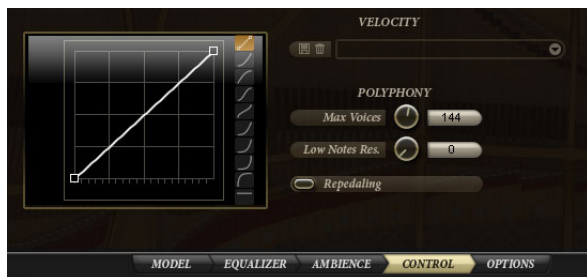 VELOCITY
POLYPHONY
Max Voices 144
Low Notes Res. 0
Repedaling
MODEL EQUALIZER AMBIENCE CONTROL OPTIONS